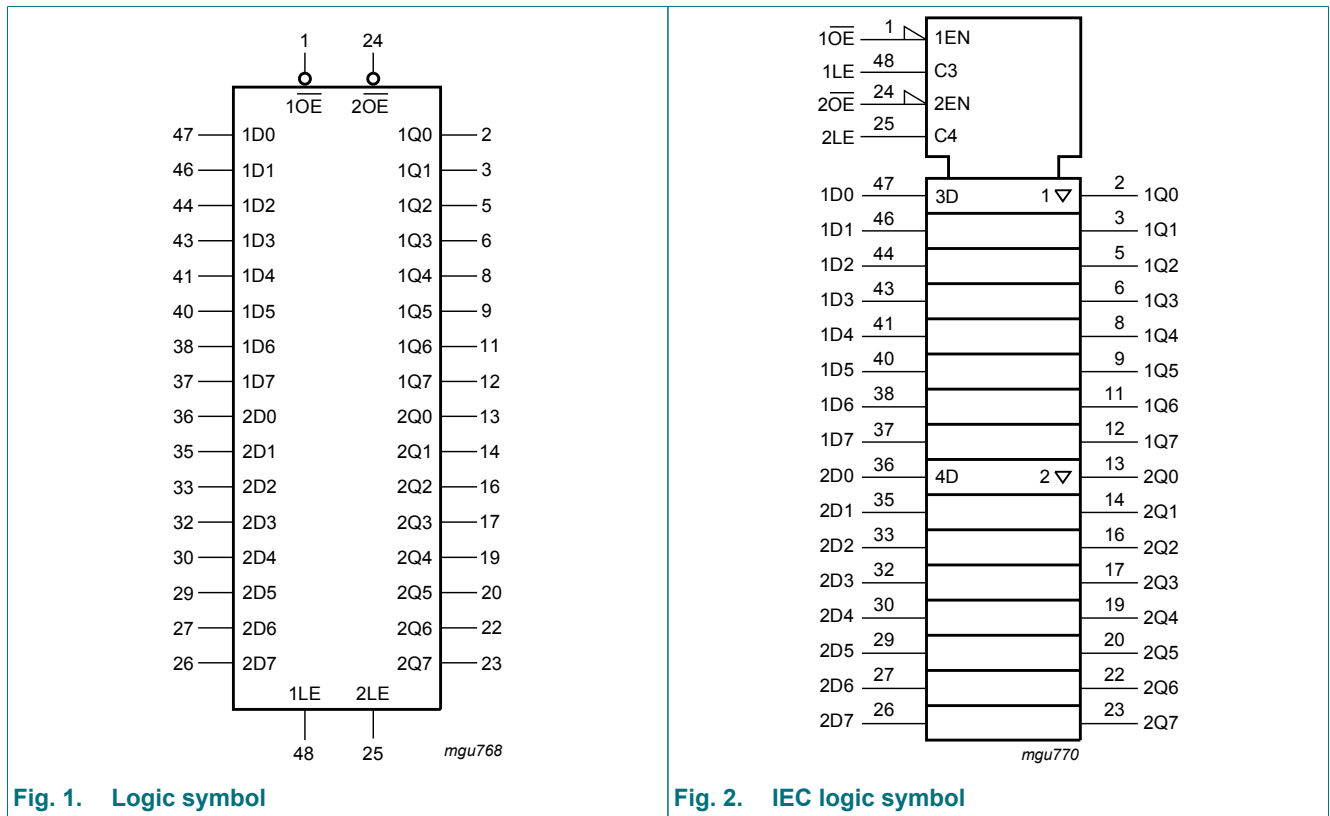 1 24
1OE 2OE
47 1D0 1Q0 2
46 1D1 1Q1 3
44 1D2 1Q2 5
43 1D3 1Q3 6
41 1D4 1Q4 8
40 1D5 1Q5 9
38 1D6 1Q6 11
37 1D7 1Q7 12
36 2D0 2Q0 13
35 2D1 2Q1 14
33 2D2 2Q2 16
32 2D3 2Q3 17
30 2D4 2Q4 19
29 2D5 2Q5 20
27 2D6 2Q6 22
26 2D7 2Q7 23
1LE 2LE
48 25 mgu768
Fig. 1. Logic symbol
1OE 1 1EN
1LE 48 C3
2OE 24 2EN
2LE 25 C4
1D0 47 3D 1 ▽ 2 1Q0
1D1 46 3 1Q1
1D2 44 5 1Q2
1D3 43 6 1Q3
1D4 41 8 1Q4
1D5 40 9 1Q5
1D6 38 11 1Q6
1D7 37 12 1Q7
2D0 36 4D 2 ▽ 13 2Q0
2D1 35 14 2Q1
2D2 33 16 2Q2
2D3 32 17 2Q3
2D4 30 19 2Q4
2D5 29 20 2Q5
2D6 27 22 2Q6
2D7 26 23 2Q7
mgu770
Fig. 2. IEC logic symbol